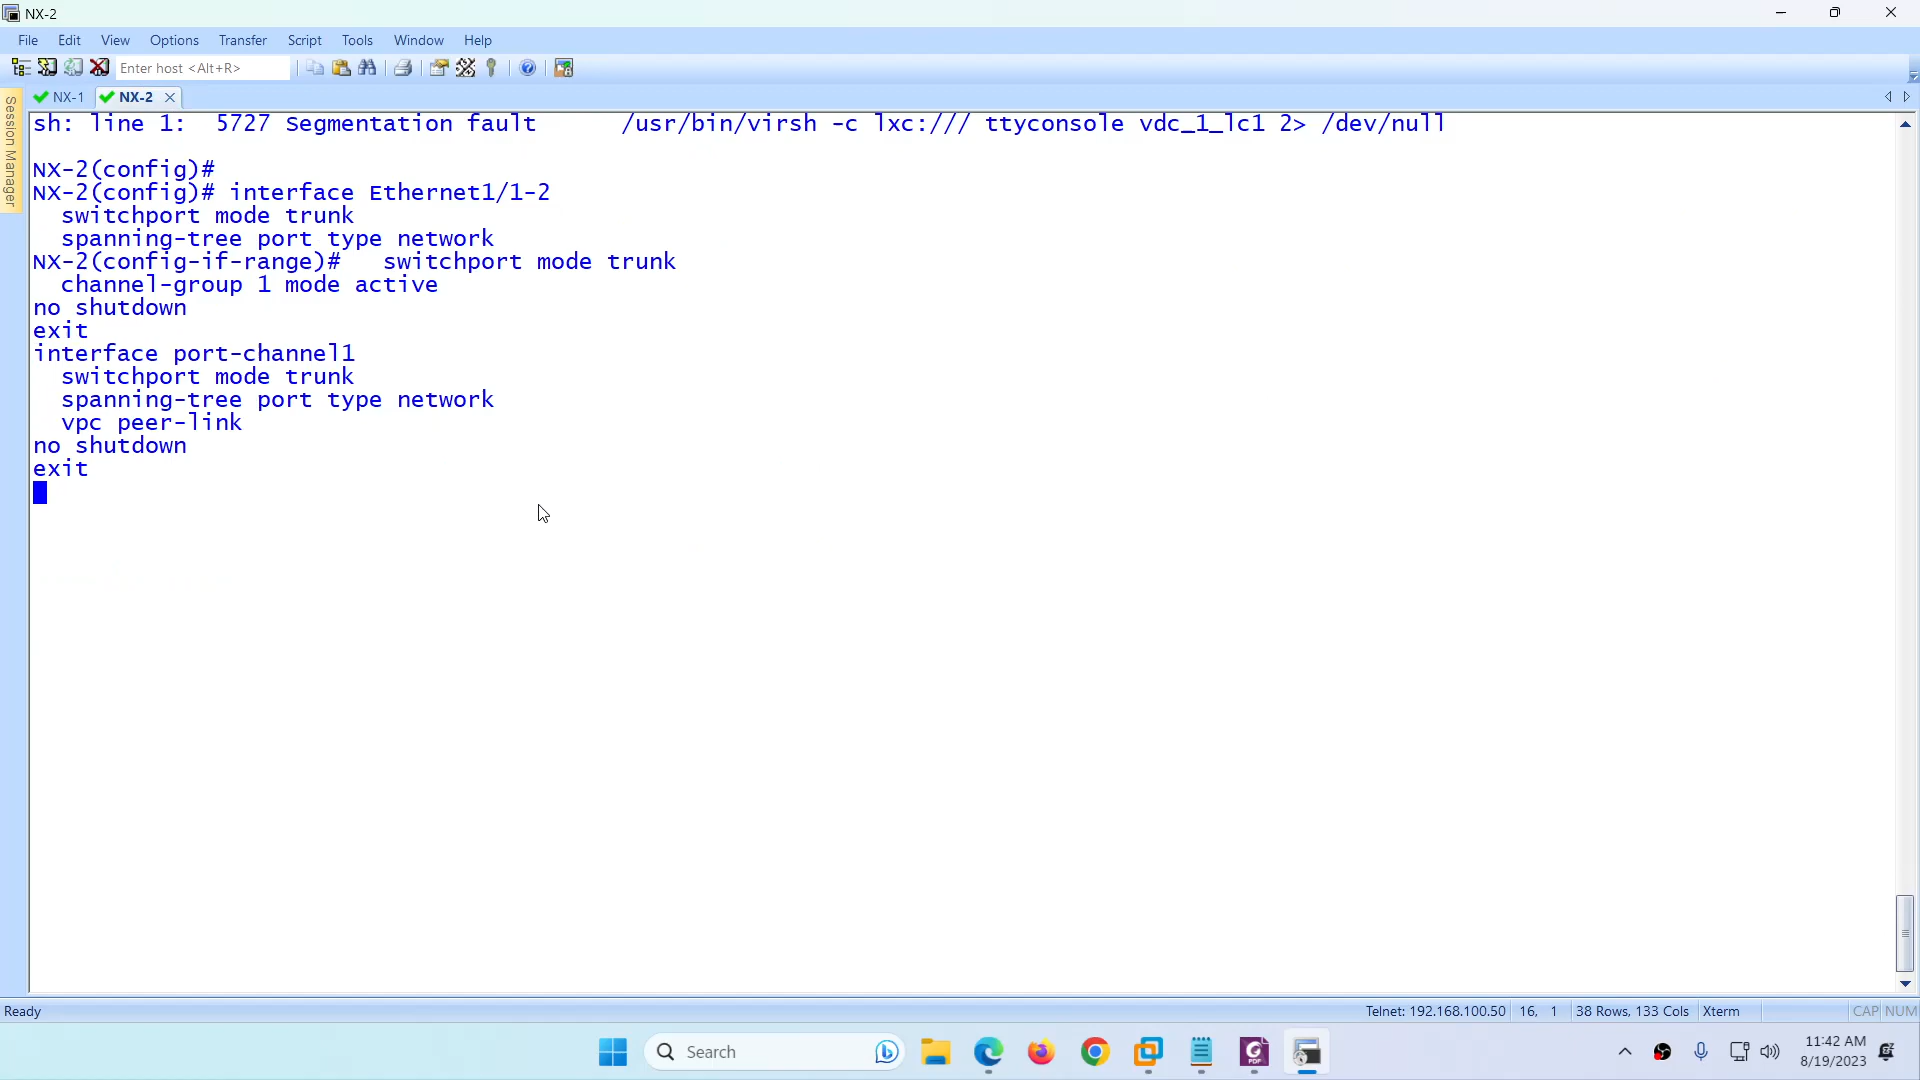 NX-2
File Edit View Options Transfer Script Tools Window Help
Enter host <Alt+R>
NX-1 NX-2
Session Manager
sh: line 1:  5727 Segmentation fault      /usr/bin/virsh -c lxc:/// ttyconsole vdc_1_lc1 2> /dev/null
NX-2(config)#
NX-2(config)# interface Ethernet1/1-2
  switchport mode trunk
  spanning-tree port type network
NX-2(config-if-range)#   switchport mode trunk
  channel-group 1 mode active
no shutdown
exit
interface port-channel1
  switchport mode trunk
  spanning-tree port type network
  vpc peer-link
no shutdown
exit
Ready Telnet: 192.168.100.50 16, 1 38 Rows, 133 Cols Xterm CAP NUM
Search
11:42 AM
8/19/2023